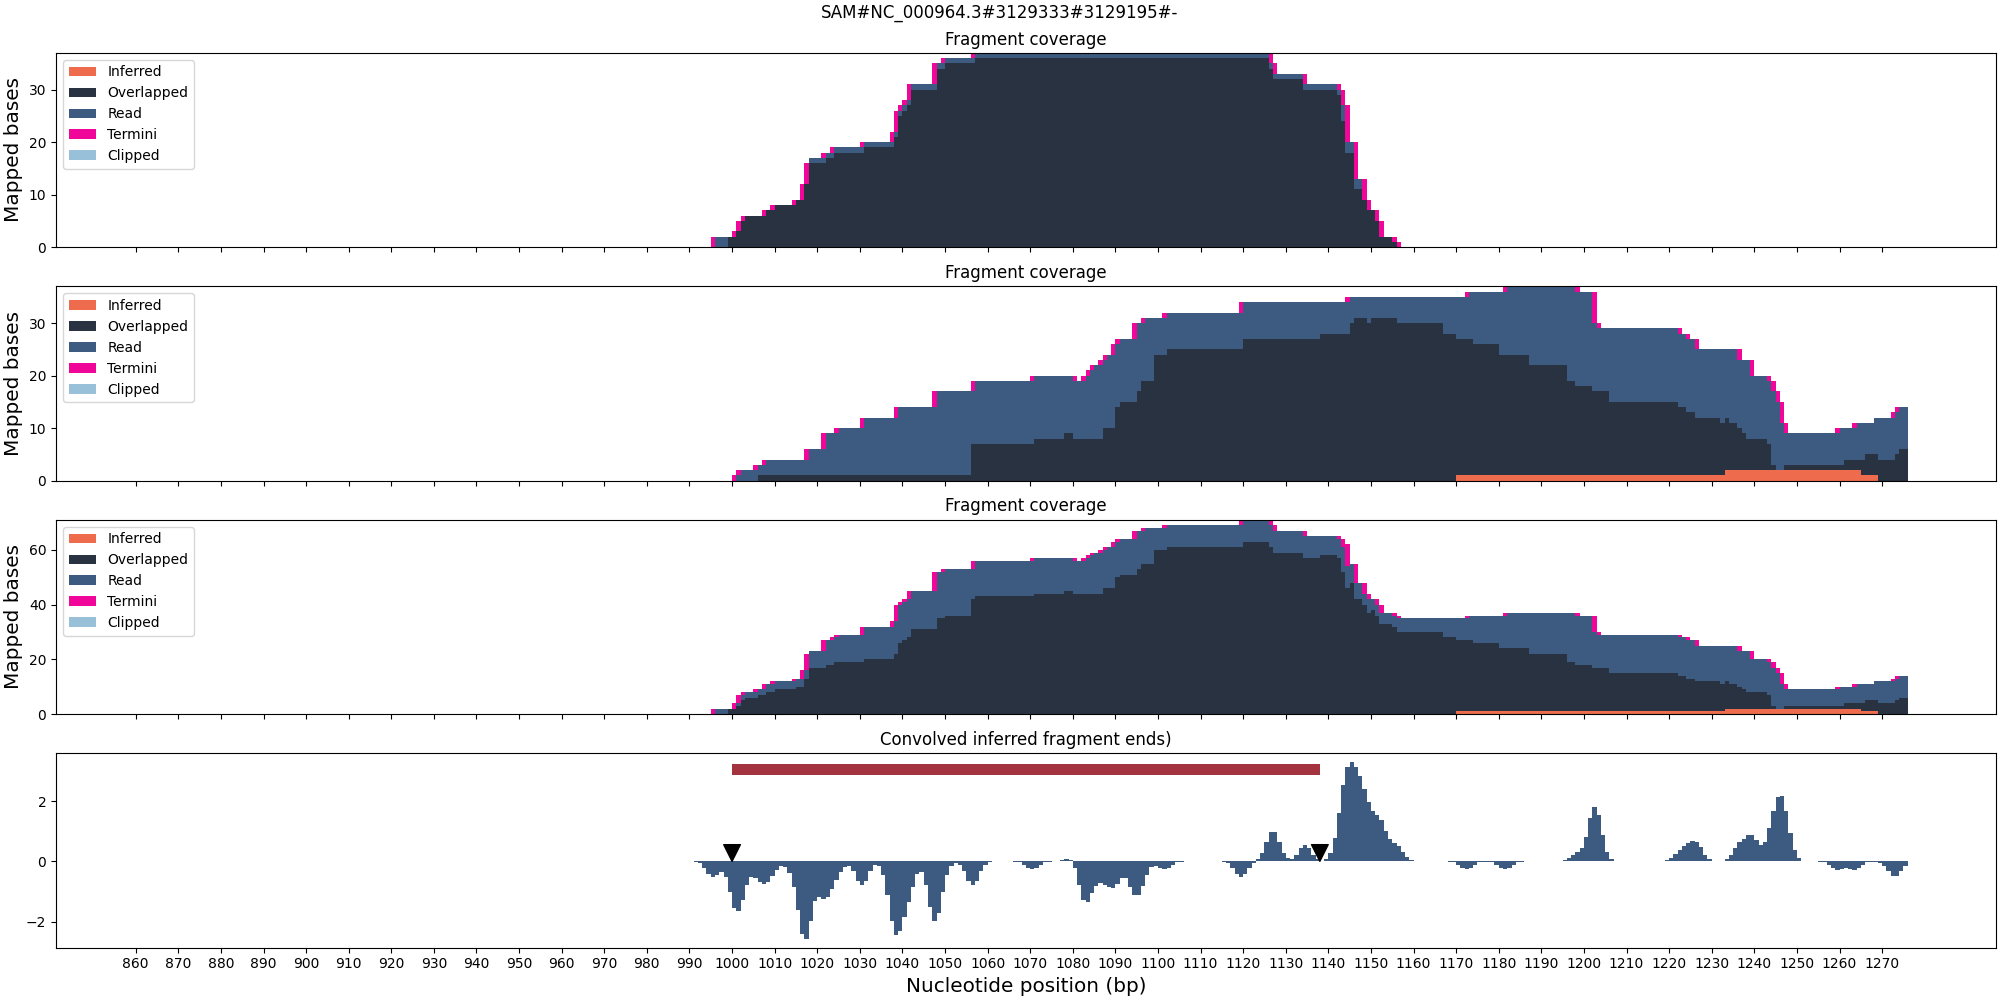 SAM#NC_000964.3#3129333#3129195#-
Fragment coverage
Mapped bases
30
20
10
0
Inferred
Overlapped
Read
Termini
Clipped
Fragment coverage
Mapped bases
30
20
10
0
Inferred
Overlapped
Read
Termini
Clipped
Fragment coverage
Mapped bases
60
40
20
0
Inferred
Overlapped
Read
Termini
Clipped
Convolved inferred fragment ends)
2
0
−2
860 870 880 890 900 910 920 930 940 950 960 970 980 990 1000 1010 1020 1030 1040 1050 1060 1070 1080 1090 1100 1110 1120 1130 1140 1150 1160 1170 1180 1190 1200 1210 1220 1230 1240 1250 1260 1270
Nucleotide position (bp)